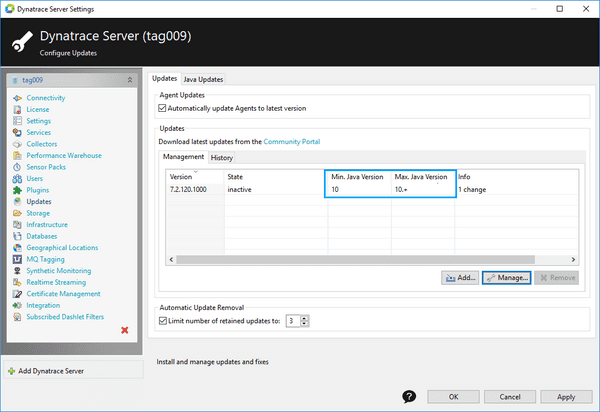 Dynatrace Server Settings
Dynatrace Server (tag009)
Configure Updates
tag009
Connectivity
License
Settings
Services
Collectors
Performance Warehouse
Sensor Packs
Users
Plugins
Updates
Storage
Infrastructure
Databases
Geographical Locations
MQ Tagging
Synthetic Monitoring
Realtime Streaming
Certificate Management
Integration
Subscribed Dashlet Filters
Add Dynatrace Server
Updates Java Updates
Agent Updates
Automatically update Agents to latest version
Updates
Download latest updates from the Community Portal
Management History
Version State Min. Java Version Max. Java Version Info
7.2.120.1000 inactive 10 10.+ 1 change
Add... Manage... Remove
Automatic Update Removal
Limit number of retained updates to: 3
Install and manage updates and fixes
? OK Cancel Apply